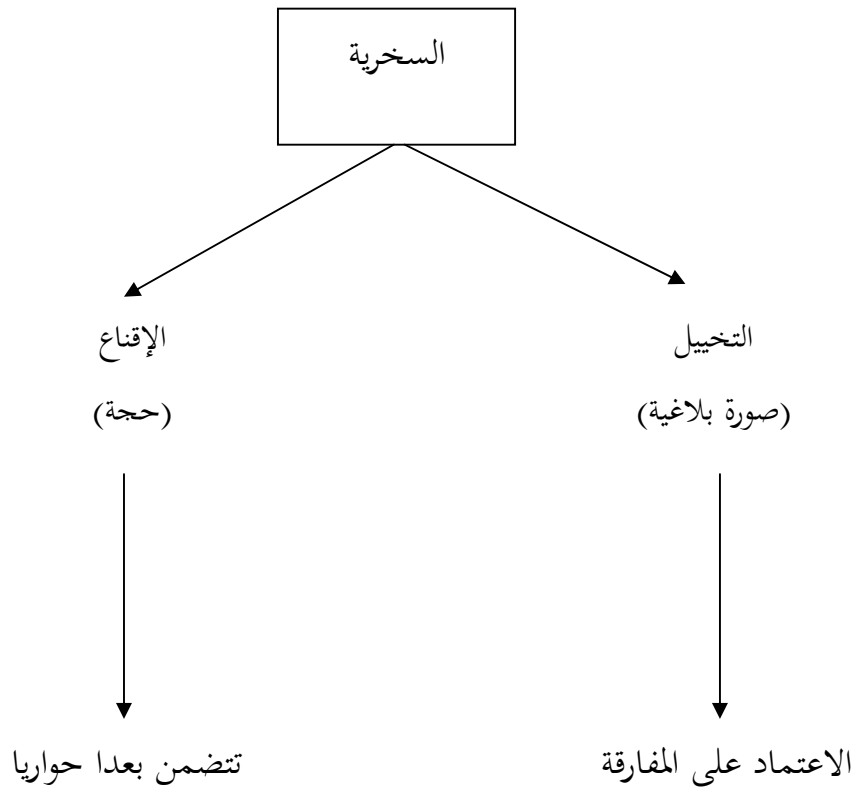 السخرية
التخييل
الإقناع
(صورة بلاغية)
(حجة)
الاعتماد على المفارقة
تتضمن بعدا حواريا